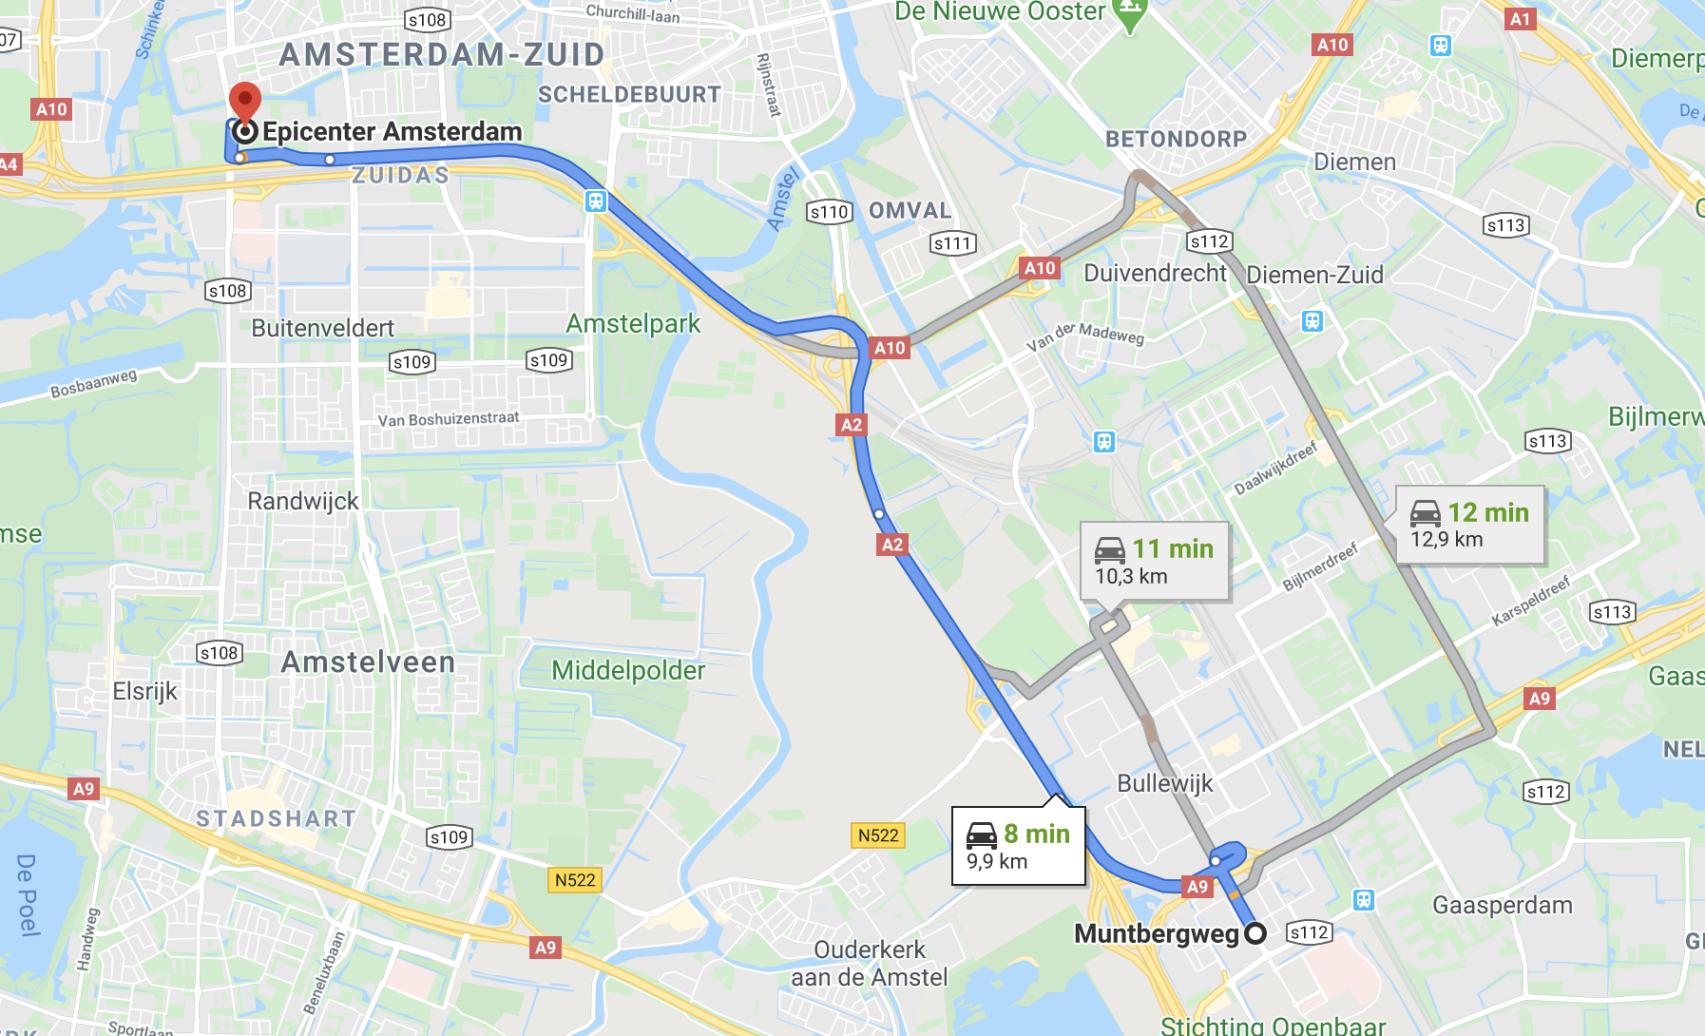 s108
Churchill-laan
De Nieuwe Ooster
A1
A10
Schinkel
AMSTERDAM-ZUID
Rijnstraat
Diemerp
SCHELDEBUURT
A10
07
De
Epicenter Amsterdam
BETONDORP
Diemen
A4
ZUIDAS
Amstel
s110
OMVAL
s111
s112
s113
A10
Duivendrecht
Diemen-Zuid
s108
Buitenveldert
Amstelpark
A10
Van der Madeweg
s109
s109
Bosbaanweg
Van Boshuizenstraat
A2
Bijlmerw
s113
Daalwijkdreef
Randwijck
mse
A2
11 min
10,3 km
12 min
12,9 km
Bijlmerdreef
Karspeldreef
s113
s108
Amstelveen
Middelpolder
Elsrijk
Gaas
A9
NEL
A9
Bullewijk
s112
STADSHART
s109
N522
8 min
9,9 km
De Poel
N522
A9
Handweg
Beneluxbaan
A9
Muntbergweg
s112
Gaasperdam
G
Ouderkerk
aan de Amstel
Sportlaan
RK
Stichting Openbaar